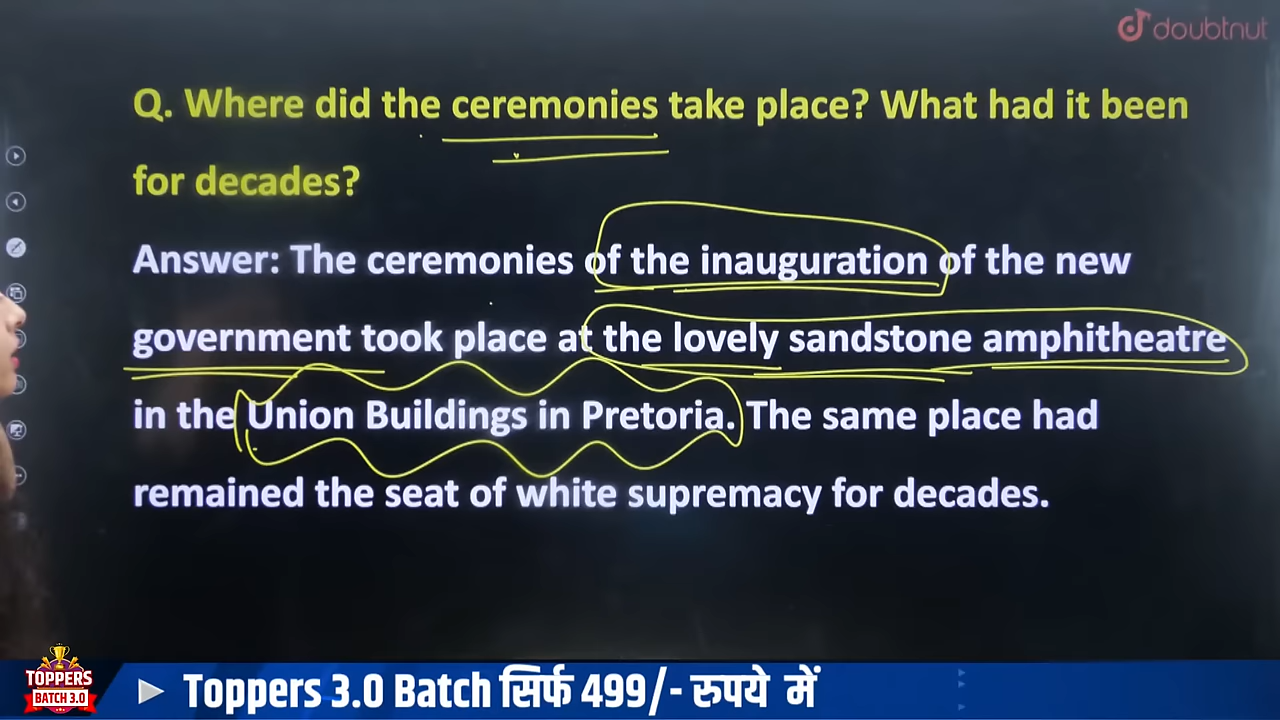 doubtnut
Q. Where did the ceremonies take place? What had it been
for decades?
Answer: The ceremonies of the inauguration of the new
government took place at the lovely sandstone amphitheatre
in the Union Buildings in Pretoria. The same place had
remained the seat of white supremacy for decades.
TOPPERS
BATCH 3.0
Toppers 3.0 Batch सिर्फ 499/- रुपये में